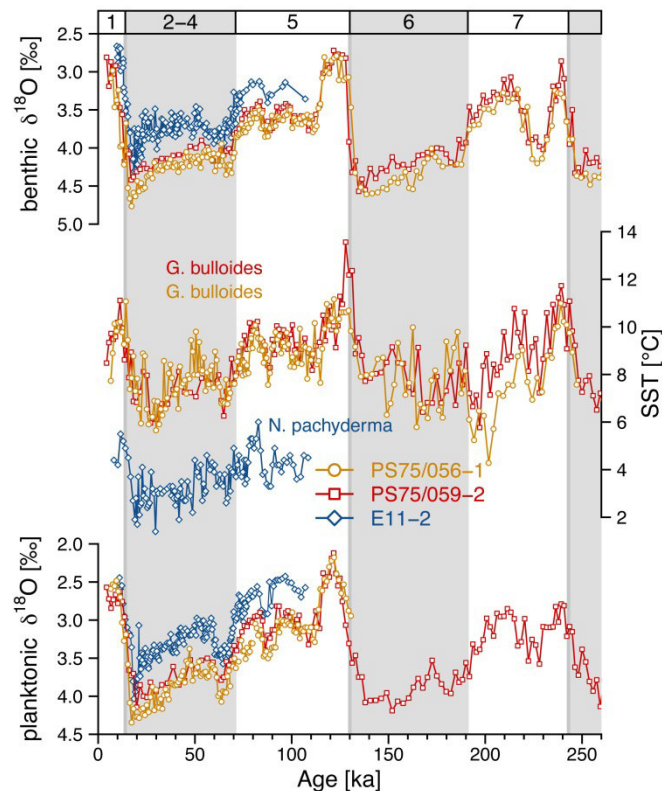 1 2–4 5 6 7
2.5
3.0
3.5
4.0
4.5
5.0
benthic δ18O [‰]
14
12
10
8
6
4
2
SST [°C]
G. bulloides
G. bulloides
N. pachyderma
PS75/056−1
PS75/059−2
E11−2
2.0
2.5
3.0
3.5
4.0
4.5
planktonic δ18O [‰]
0 50 100 150 200 250
Age [ka]